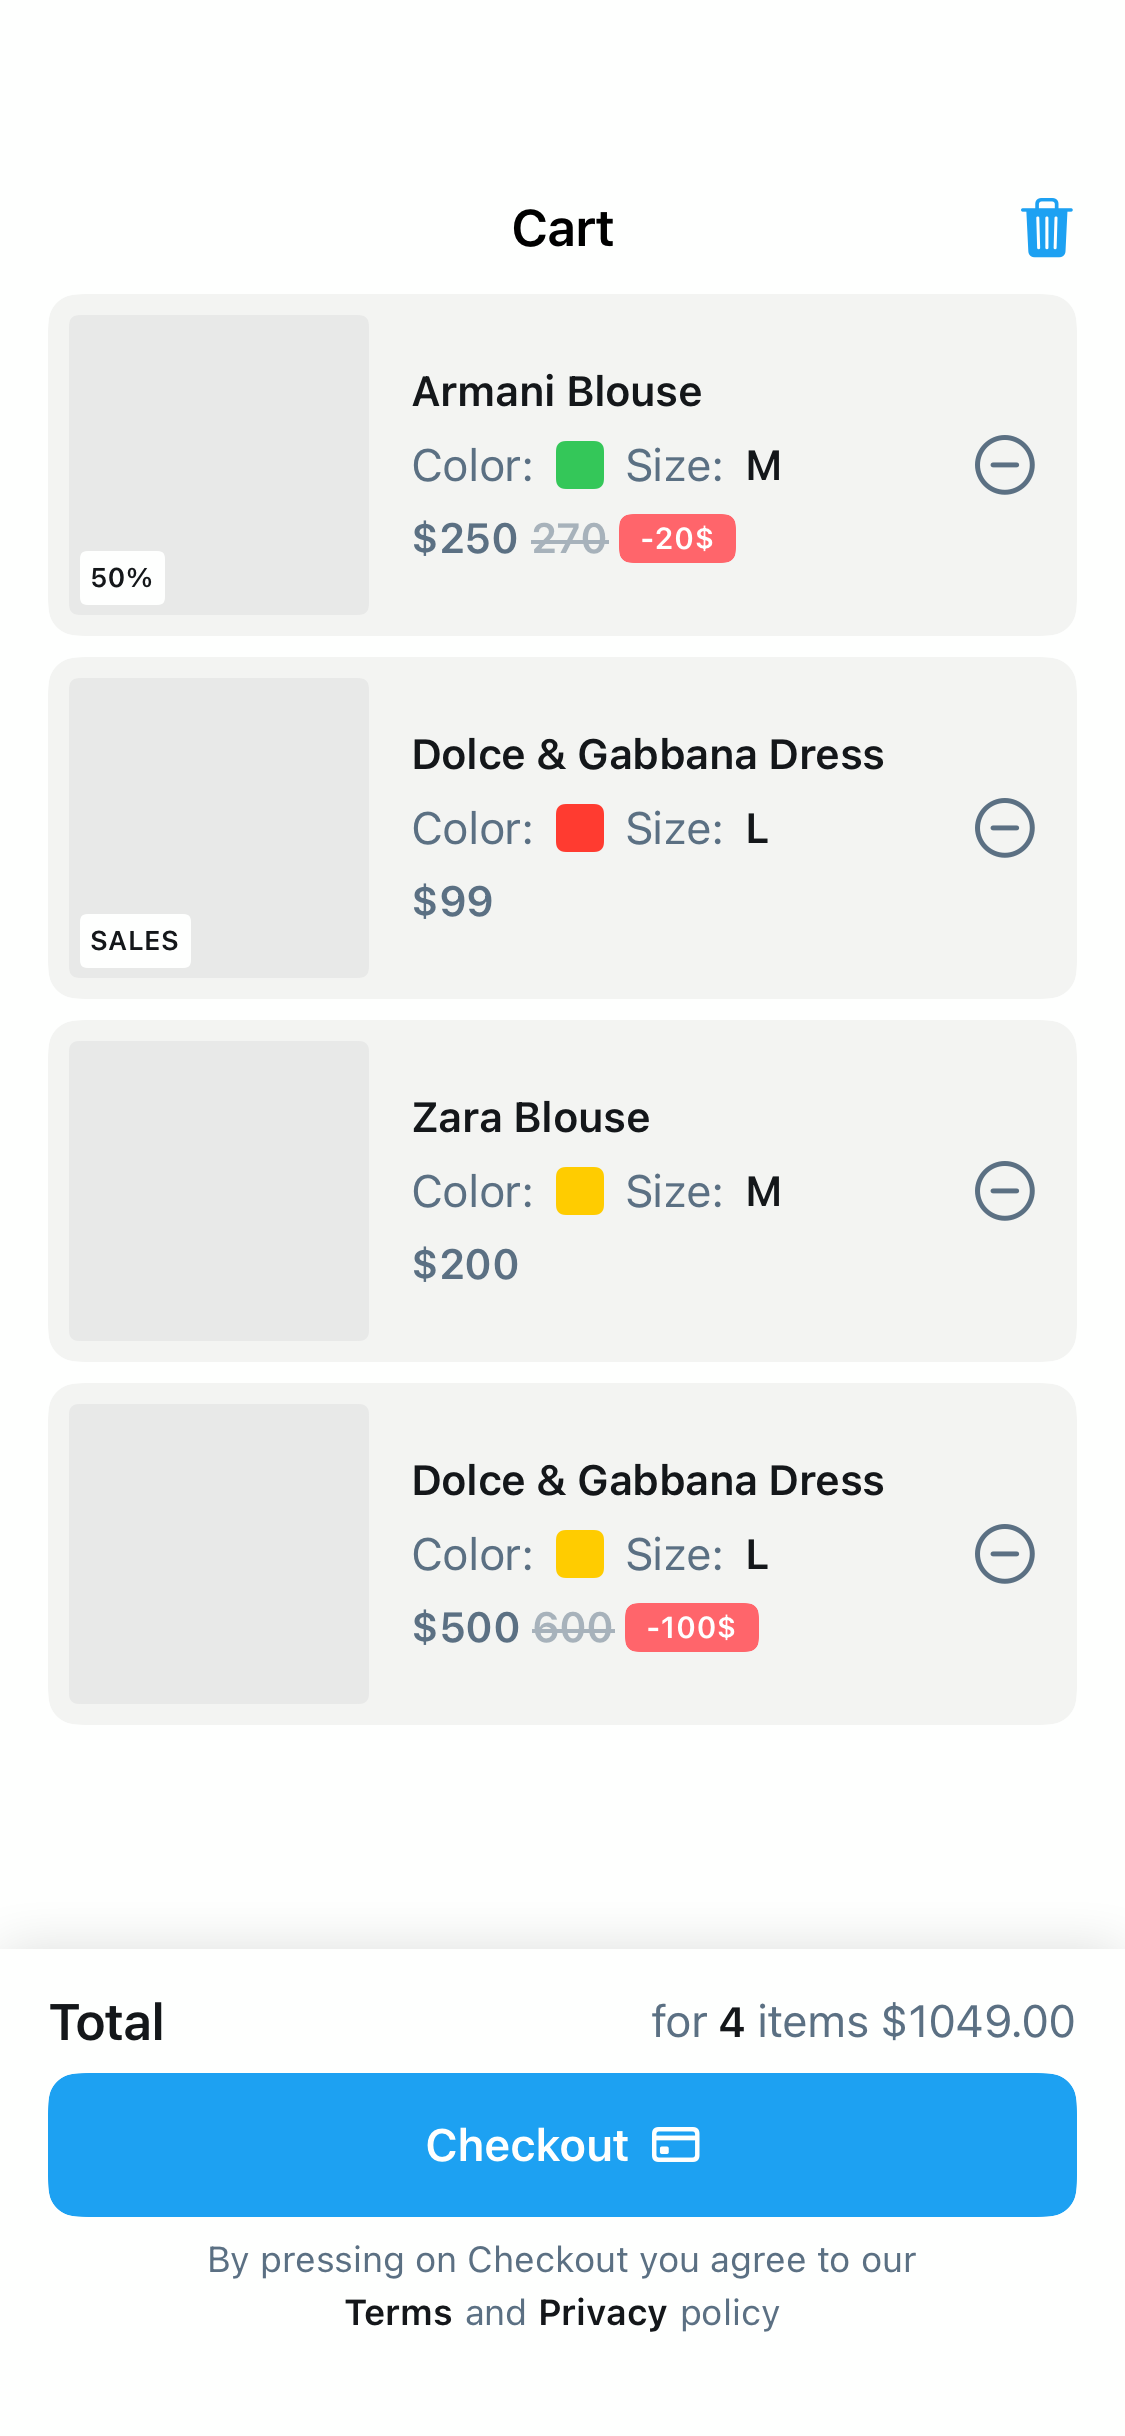 Cart
Armani Blouse
Color: Size: M
$250 270 -20$
50%
Dolce & Gabbana Dress
Color: Size: L
$99
SALES
Zara Blouse
Color: Size: M
$200
Dolce & Gabbana Dress
Color: Size: L
$500 600 -100$
Total for 4 items $1049.00
Checkout
By pressing on Checkout you agree to our
Terms and Privacy policy